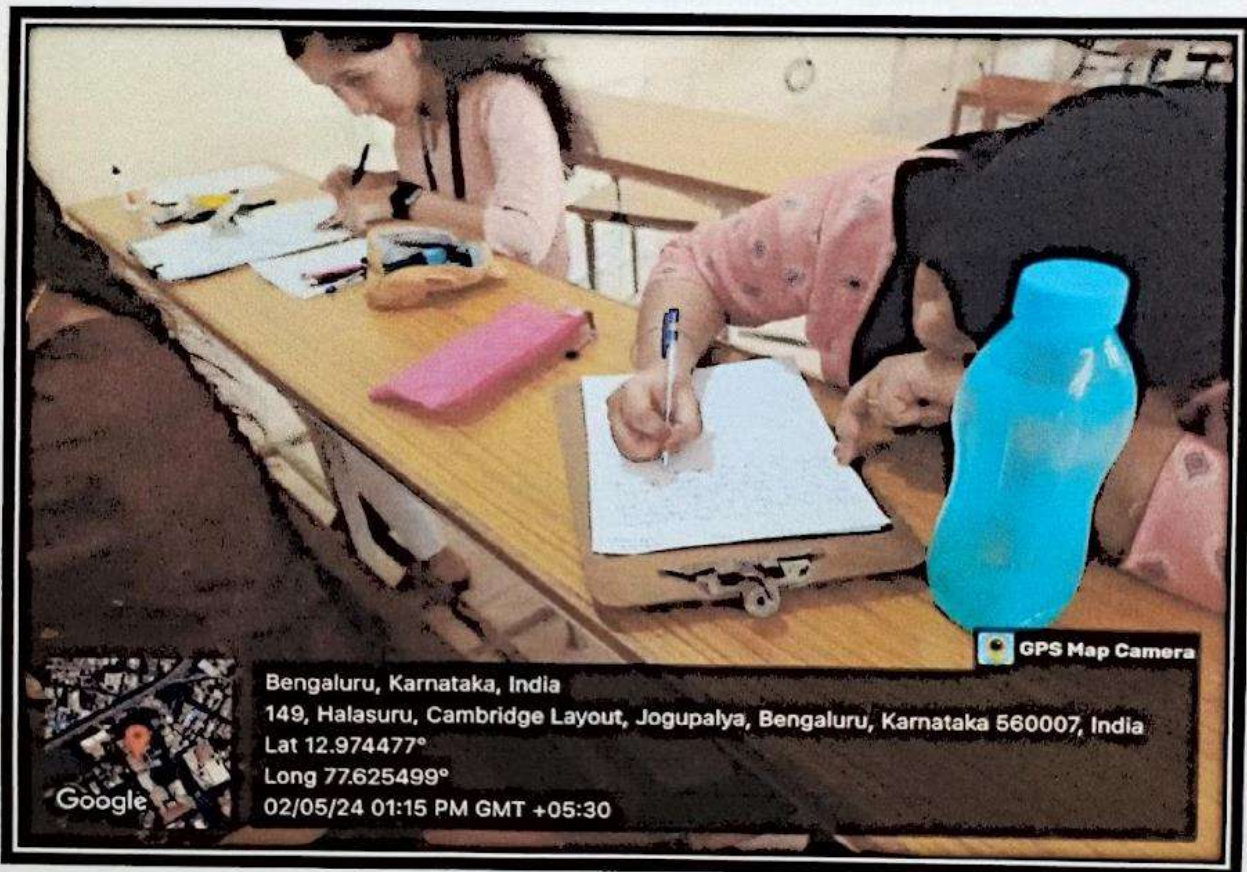 GPS Map Camera
Bengaluru, Karnataka, India
149, Halasuru, Cambridge Layout, Jogupalya, Bengaluru, Karnataka 560007, India
Lat 12.974477°
Long 77.625499°
02/05/24 01:15 PM GMT +05:30
Google